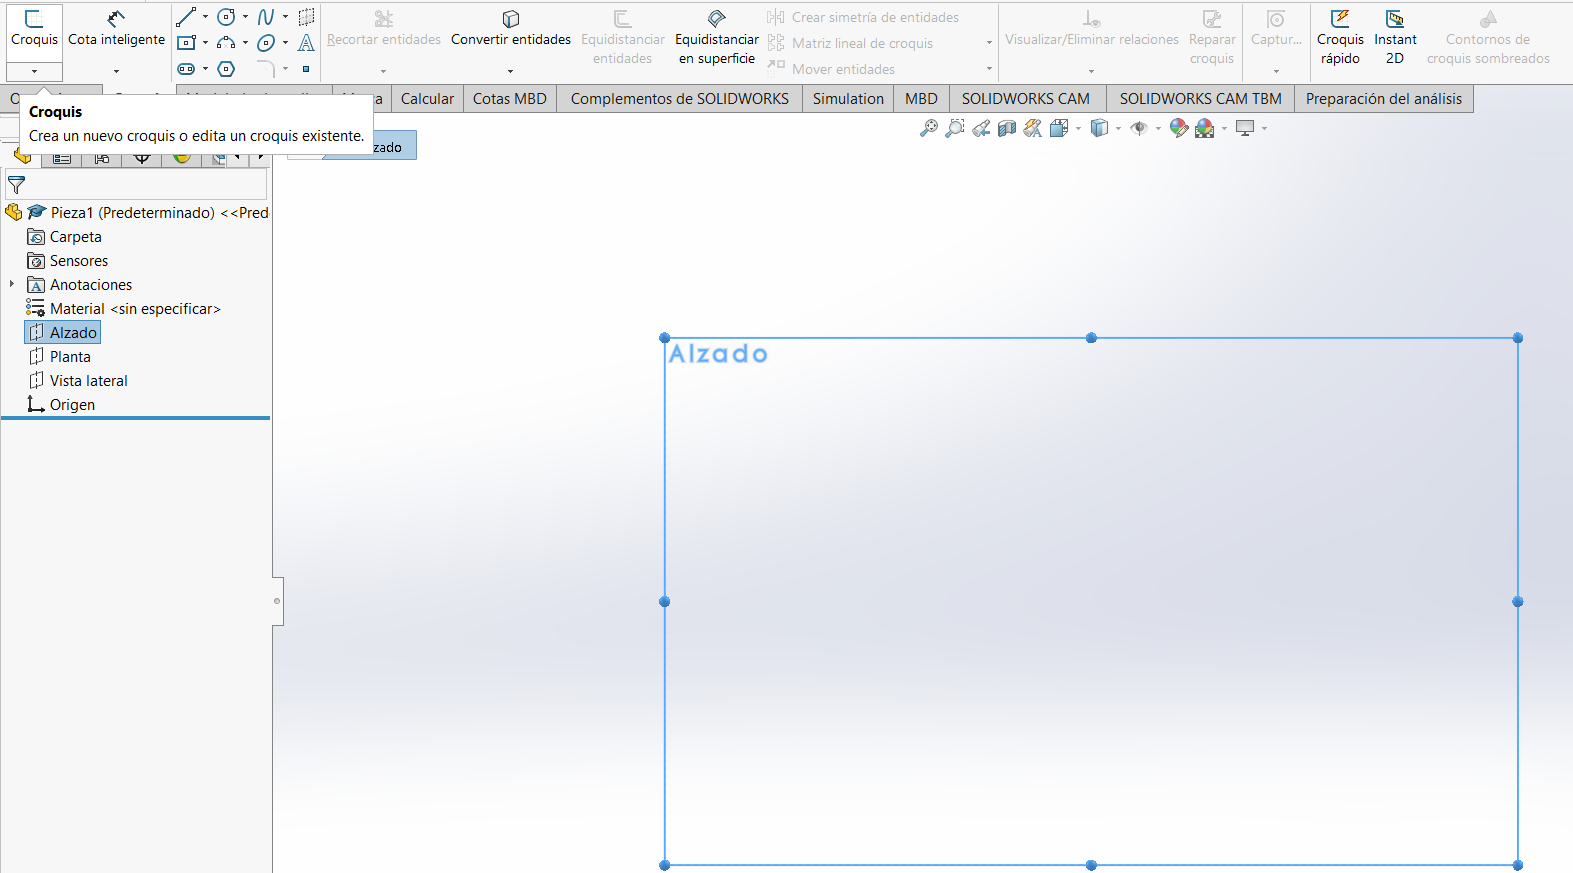 Croquis
Cota inteligente
Recortar entidades
Convertir entidades
Equidistanciar
entidades
Equidistanciar
en superficie
Crear simetría de entidades
Matriz lineal de croquis
Mover entidades
Visualizar/Eliminar relaciones
Reparar
croquis
Captur...
Croquis
rápido
Instant
2D
Contornos de
croquis sombreados
Calcular
Cotas MBD
Complementos de SOLIDWORKS
Simulation
MBD
SOLIDWORKS CAM
SOLIDWORKS CAM TBM
Preparación del análisis
Croquis
Crea un nuevo croquis o edita un croquis existente.
zado
Pieza1 (Predeterminado) <<Pred
Carpeta
Sensores
Anotaciones
Material <sin especificar>
Alzado
Planta
Vista lateral
Origen
Alzado